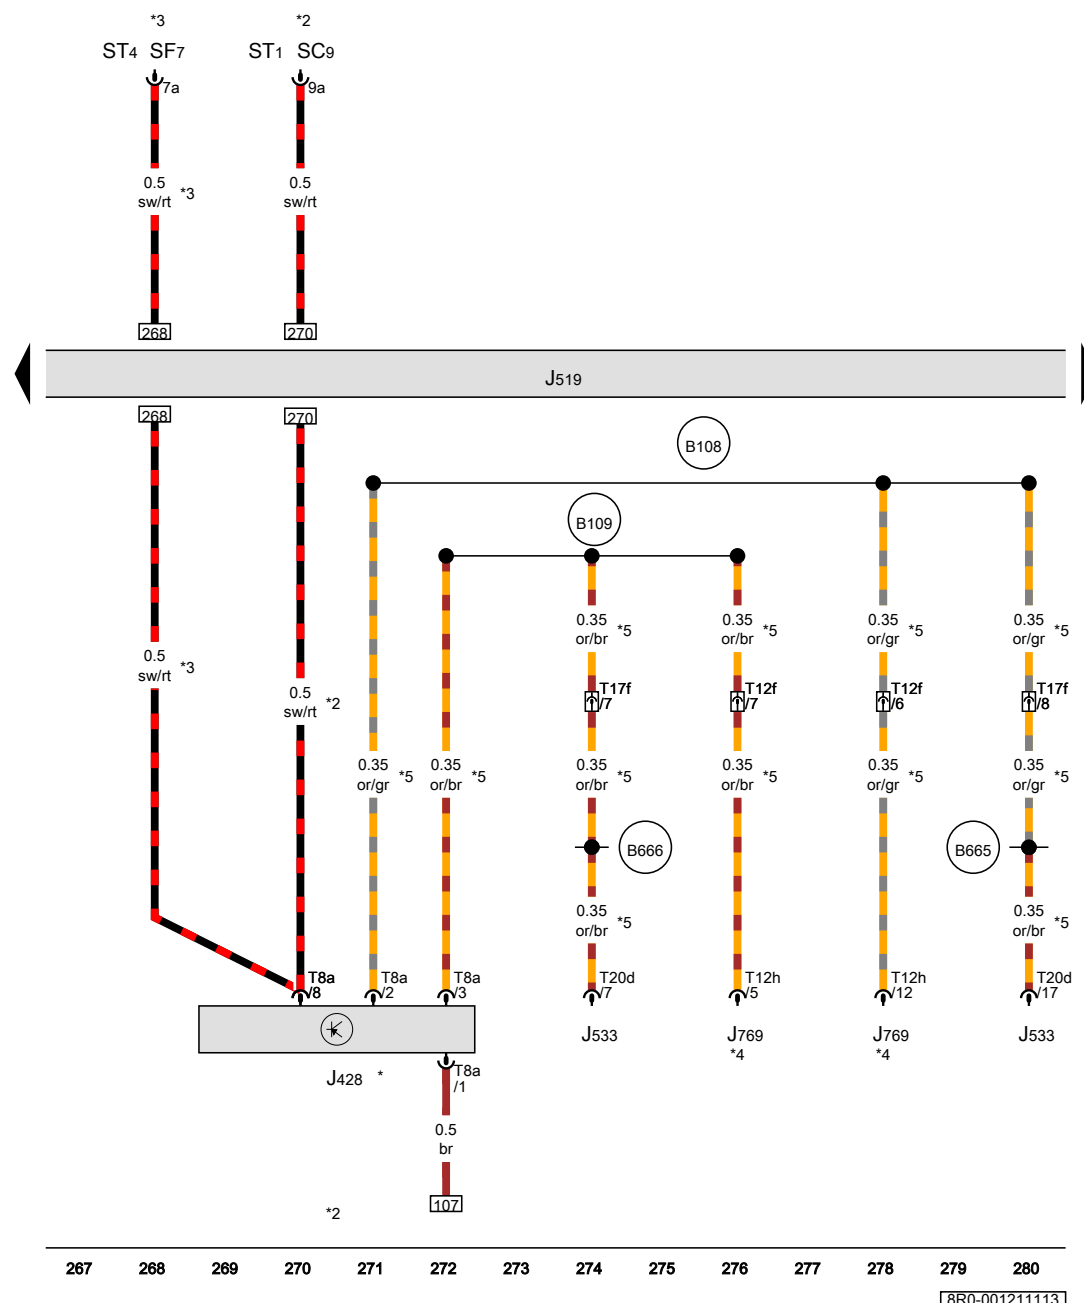 *3 *2
ST4 SF7 ST1 SC9
7a 9a
0.5 sw/rt *3
0.5 sw/rt
268 270
J519
268 270
B108
B109
0.35 or/br *5
0.35 or/br *5
0.35 or/gr *5
0.35 or/gr *5
0.5 sw/rt *3
0.5 sw/rt *2
T17f /7
T12f /7
T12f /6
T17f /8
0.35 or/gr *5
0.35 or/br *5
0.35 or/br *5
0.35 or/br *5
0.35 or/gr *5
0.35 or/gr *5
B666 B665
0.35 or/br *5
0.35 or/br *5
T8a /8
T8a /2
T8a /3
T20d /7
T12h /5
T12h /12
T20d /17
J533 J769 J769 J533
*4 *4
J428 *
T8a /1
0.5 br
107
*2
267 268 269 270 271 272 273 274 275 276 277 278 279 280
8R0-001211113